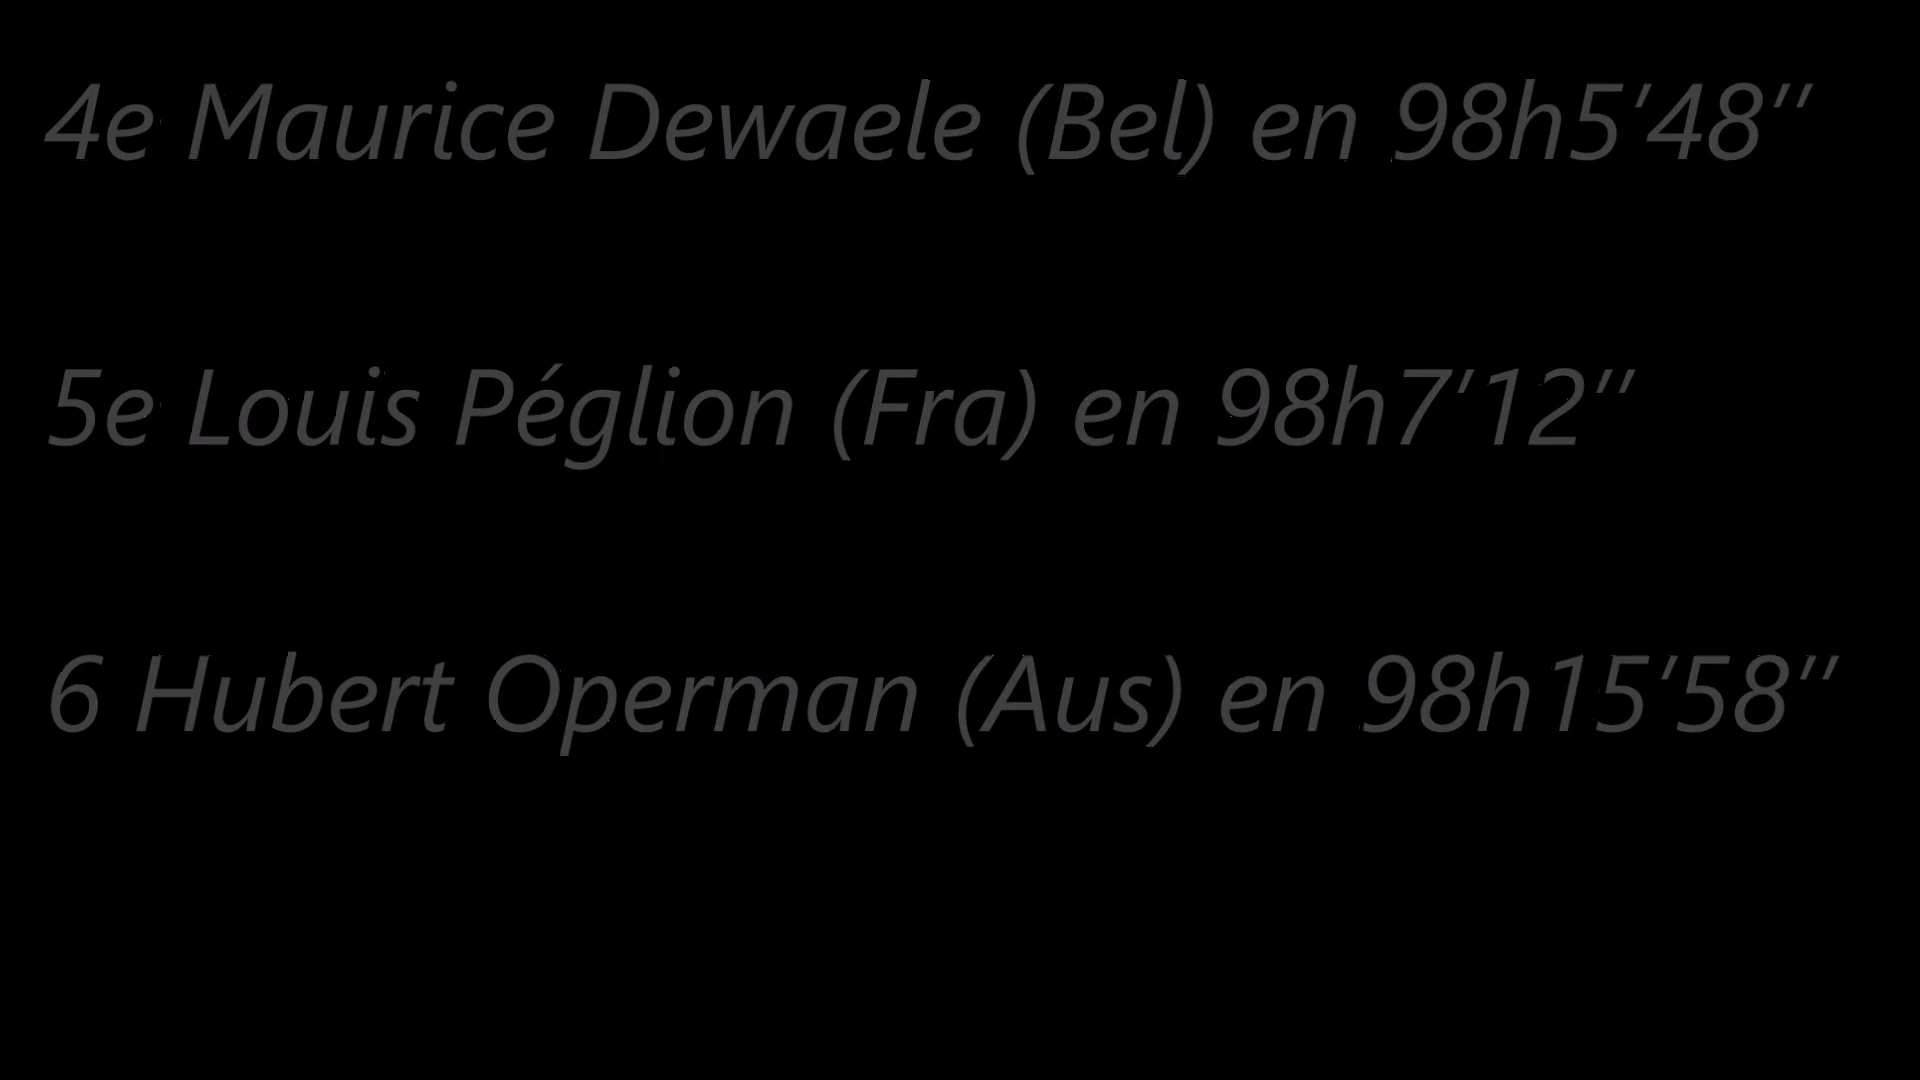 4e Maurice Dewaele (Bel) en 98h5’48’’
5e Louis Péglion (Fra) en 98h7’12’’
6 Hubert Operman (Aus) en 98h15’58’’